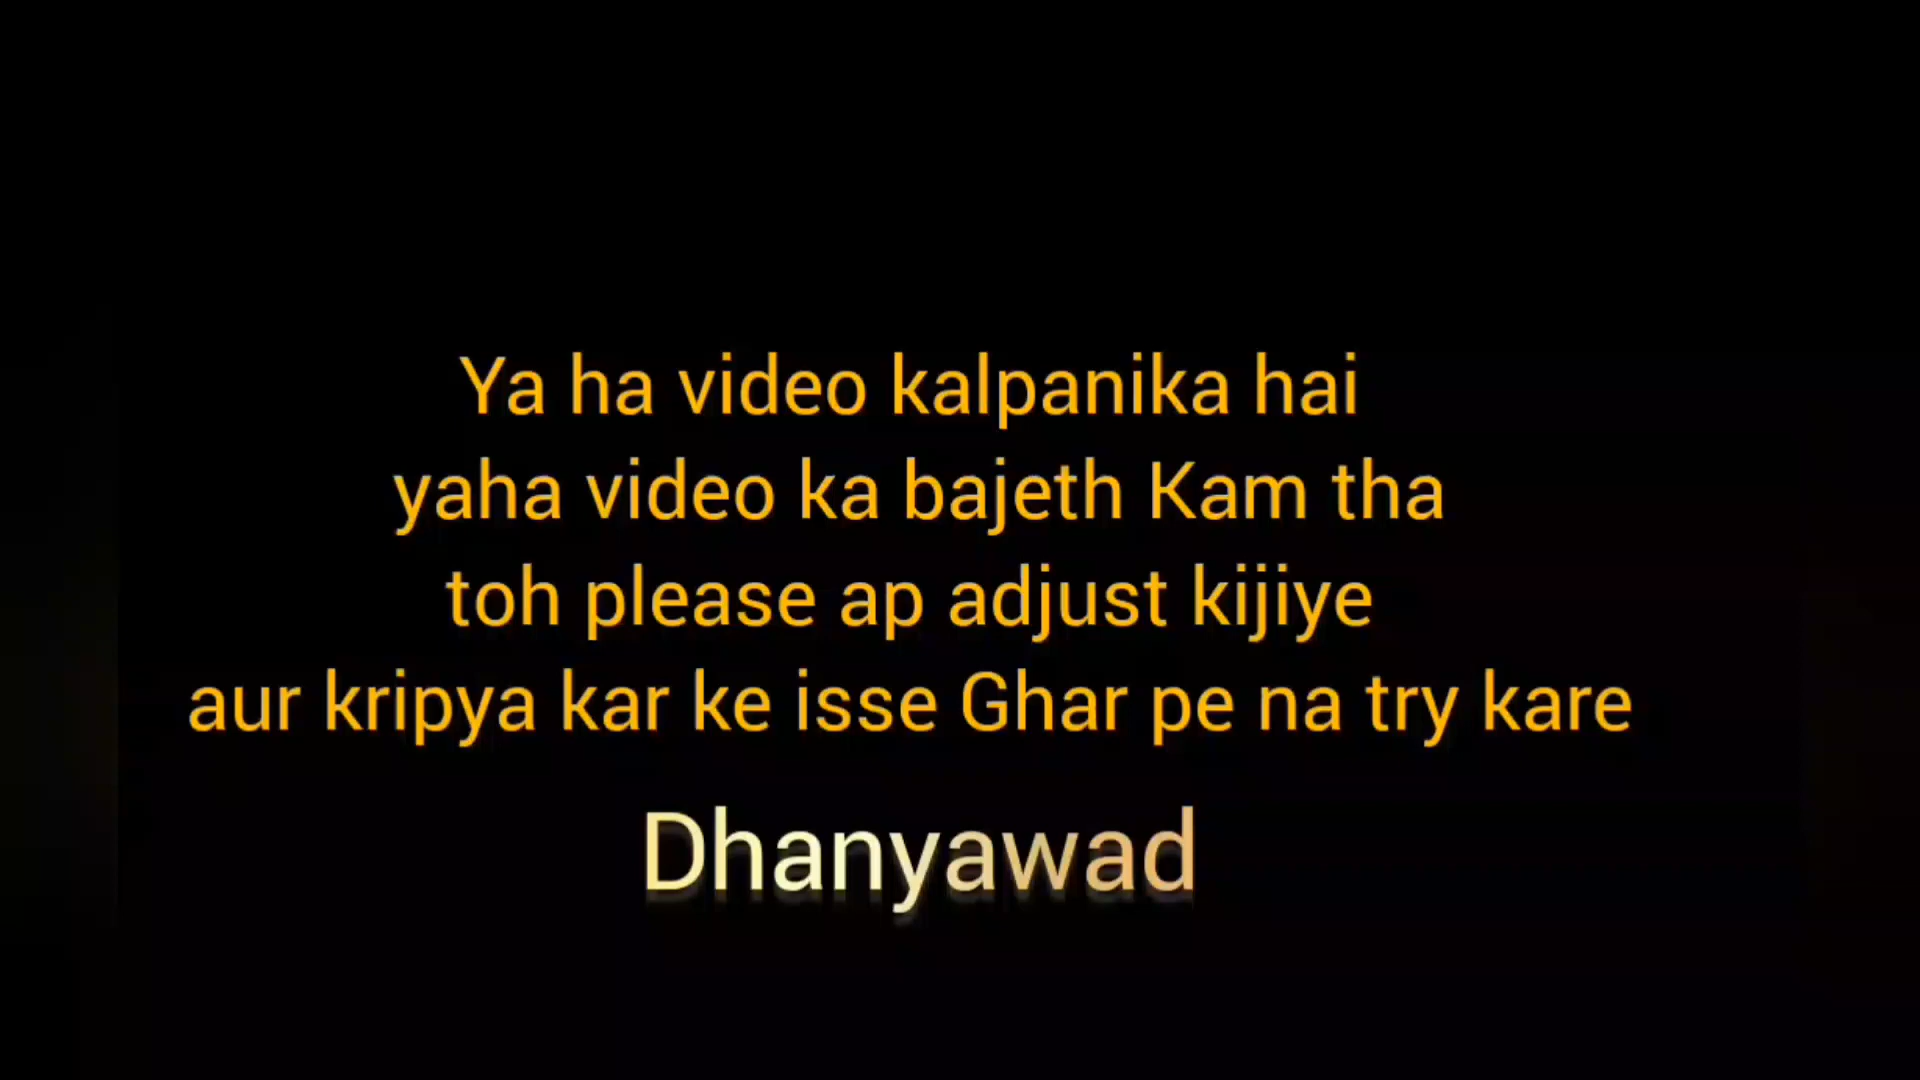 Ya ha video kalpanika hai
yaha video ka bajeth Kam tha
toh please ap adjust kijiye
aur kripya kar ke isse Ghar pe na try kare
Dhanyawad